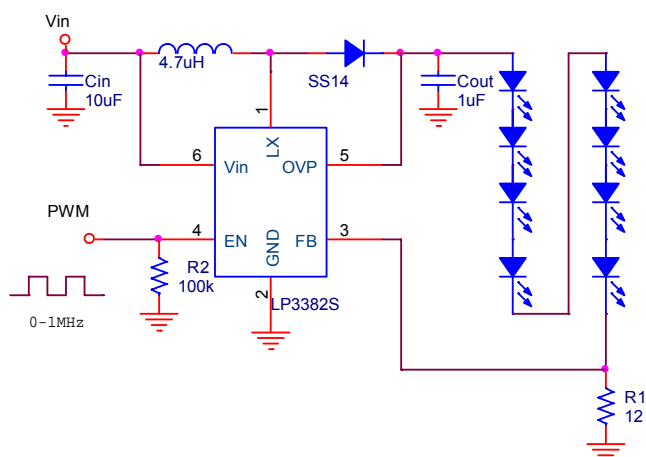 Vin
4.7uH
SS14
Cin
10uF
Cout
1uF
1
LX
6
Vin
OVP
5
PWM
4
EN
FB
3
GND
2
R2
100k
LP3382S
0-1MHz
R1
12